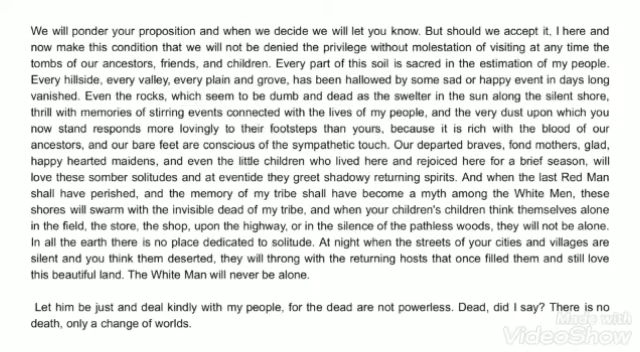 We will ponder your proposition and when we decide we will let you know. But should we accept it, I here and
now make this condition that we will not be denied the privilege without molestation of visiting at any time the
tombs of our ancestors, friends, and children. Every part of this soil is sacred in the estimation of my people.
Every hillside, every valley, every plain and grove, has been hallowed by some sad or happy event in days long
vanished. Even the rocks, which seem to be dumb and dead as the swelter in the sun along the silent shore,
thrill with memories of stirring events connected with the lives of my people, and the very dust upon which you
now stand responds more lovingly to their footsteps than yours, because it is rich with the blood of our
ancestors, and our bare feet are conscious of the sympathetic touch. Our departed braves, fond mothers, glad,
happy hearted maidens, and even the little children who lived here and rejoiced here for a brief season, will
love these somber solitudes and at eventide they greet shadowy returning spirits. And when the last Red Man
shall have perished, and the memory of my tribe shall have become a myth among the White Men, these
shores will swarm with the invisible dead of my tribe, and when your children's children think themselves alone
in the field, the store, the shop, upon the highway, or in the silence of the pathless woods, they will not be alone.
In all the earth there is no place dedicated to solitude. At night when the streets of your cities and villages are
silent and you think them deserted, they will throng with the returning hosts that once filled them and still love
this beautiful land. The White Man will never be alone.
Let him be just and deal kindly with my people, for the dead are not powerless. Dead, did I say? There is no
death, only a change of worlds.
Made with
VideoShow